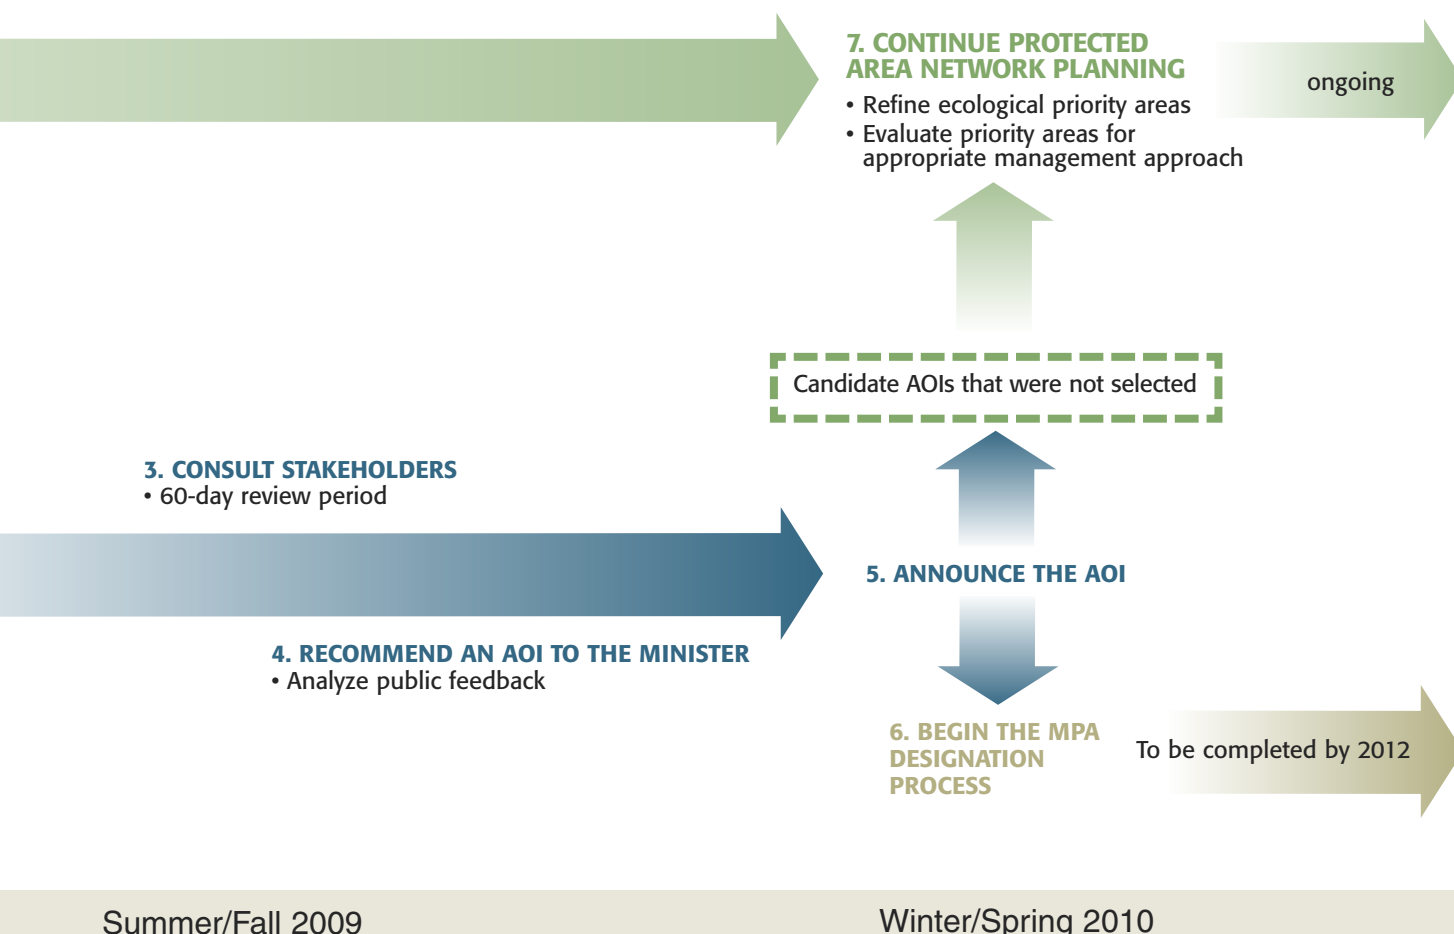 7. CONTINUE PROTECTED
AREA NETWORK PLANNING
• Refine ecological priority areas
• Evaluate priority areas for
appropriate management approach
ongoing
Candidate AOIs that were not selected
3. CONSULT STAKEHOLDERS
• 60-day review period
5. ANNOUNCE THE AOI
4. RECOMMEND AN AOI TO THE MINISTER
• Analyze public feedback
6. BEGIN THE MPA
DESIGNATION
PROCESS
To be completed by 2012
Summer/Fall 2009
Winter/Spring 2010